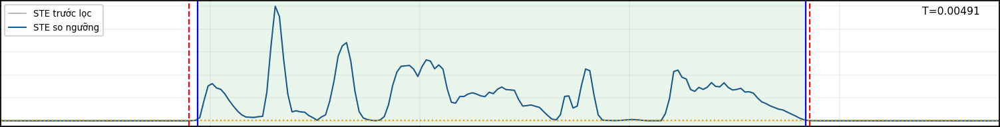 STE trước lọc
STE so ngưỡng
T=0.00491